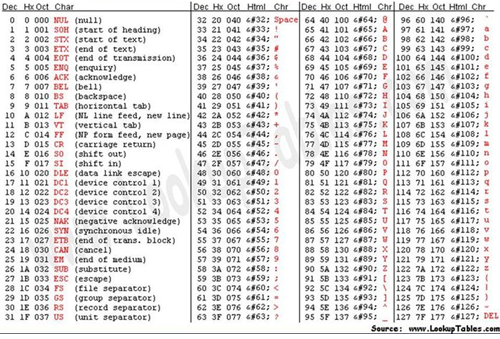 Dec Hx Oct Char Dec Hx Oct Html Chr Dec Hx Oct Html Chr Dec Hx Oct Html Chr
0 0 000 NUL (null) 32 20 040 &#32; Space 64 40 100 &#64; @ 96 60 140 &#96; `
1 1 001 SOH (start of heading) 33 21 041 &#33; ! 65 41 101 &#65; A 97 61 141 &#97; a
2 2 002 STX (start of text) 34 22 042 &#34; " 66 42 102 &#66; B 98 62 142 &#98; b
3 3 003 ETX (end of text) 35 23 043 &#35; # 67 43 103 &#67; C 99 63 143 &#99; c
4 4 004 EOT (end of transmission) 36 24 044 &#36; $ 68 44 104 &#68; D 100 64 144 &#100; d
5 5 005 ENQ (enquiry) 37 25 045 &#37; % 69 45 105 &#69; E 101 65 145 &#101; e
6 6 006 ACK (acknowledge) 38 26 046 &#38; & 70 46 106 &#70; F 102 66 146 &#102; f
7 7 007 BEL (bell) 39 27 047 &#39; ' 71 47 107 &#71; G 103 67 147 &#103; g
8 8 010 BS (backspace) 40 28 050 &#40; ( 72 48 110 &#72; H 104 68 150 &#104; h
9 9 011 TAB (horizontal tab) 41 29 051 &#41; ) 73 49 111 &#73; I 105 69 151 &#105; i
10 A 012 LF (NL line feed, new line) 42 2A 052 &#42; * 74 4A 112 &#74; J 106 6A 152 &#106; j
11 B 013 VT (vertical tab) 43 2B 053 &#43; + 75 4B 113 &#75; K 107 6B 153 &#107; k
12 C 014 FF (NP form feed, new page) 44 2C 054 &#44; , 76 4C 114 &#76; L 108 6C 154 &#108; l
13 D 015 CR (carriage return) 45 2D 055 &#45; - 77 4D 115 &#77; M 109 6D 155 &#109; m
14 E 016 SO (shift out) 46 2E 056 &#46; . 78 4E 116 &#78; N 110 6E 156 &#110; n
15 F 017 SI (shift in) 47 2F 057 &#47; / 79 4F 117 &#79; O 111 6F 157 &#111; o
16 10 020 DLE (data link escape) 48 30 060 &#48; 0 80 50 120 &#80; P 112 70 160 &#112; p
17 11 021 DC1 (device control 1) 49 31 061 &#49; 1 81 51 121 &#81; Q 113 71 161 &#113; q
18 12 022 DC2 (device control 2) 50 32 062 &#50; 2 82 52 122 &#82; R 114 72 162 &#114; r
19 13 023 DC3 (device control 3) 51 33 063 &#51; 3 83 53 123 &#83; S 115 73 163 &#115; s
20 14 024 DC4 (device control 4) 52 34 064 &#52; 4 84 54 124 &#84; T 116 74 164 &#116; t
21 15 025 NAK (negative acknowledge) 53 35 065 &#53; 5 85 55 125 &#85; U 117 75 165 &#117; u
22 16 026 SYN (synchronous idle) 54 36 066 &#54; 6 86 56 126 &#86; V 118 76 166 &#118; v
23 17 027 ETB (end of trans. block) 55 37 067 &#55; 7 87 57 127 &#87; W 119 77 167 &#119; w
24 18 030 CAN (cancel) 56 38 070 &#56; 8 88 58 130 &#88; X 120 78 170 &#120; x
25 19 031 EM (end of medium) 57 39 071 &#57; 9 89 59 131 &#89; Y 121 79 171 &#121; y
26 1A 032 SUB (substitute) 58 3A 072 &#58; : 90 5A 132 &#90; Z 122 7A 172 &#122; z
27 1B 033 ESC (escape) 59 3B 073 &#59; ; 91 5B 133 &#91; [ 123 7B 173 &#123; {
28 1C 034 FS (file separator) 60 3C 074 &#60; < 92 5C 134 &#92; \ 124 7C 174 &#124; |
29 1D 035 GS (group separator) 61 3D 075 &#61; = 93 5D 135 &#93; ] 125 7D 175 &#125; }
30 1E 036 RS (record separator) 62 3E 076 &#62; > 94 5E 136 &#94; ^ 126 7E 176 &#126; ~
31 1F 037 US (unit separator) 63 3F 077 &#63; ? 95 5F 137 &#95; _ 127 7F 177 &#127; DEL
Source: www.LookupTables.com